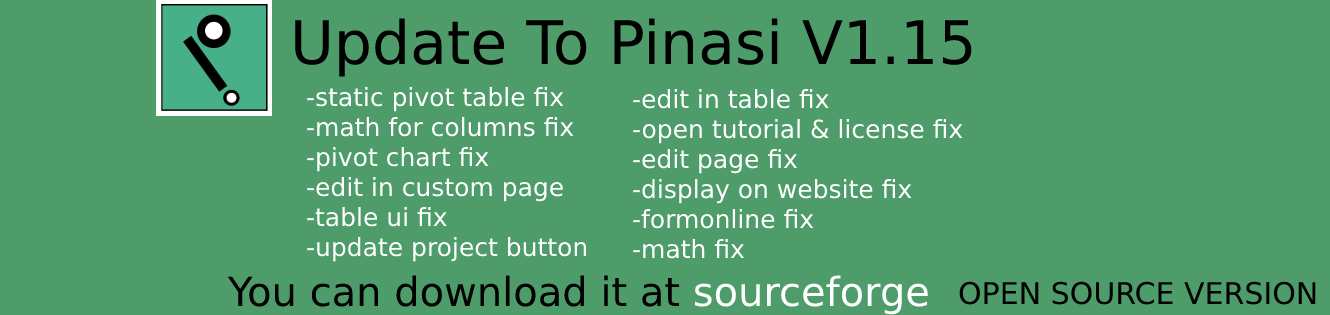 Update To Pinasi V1.15
-static pivot table fix
-math for columns fix
-pivot chart fix
-edit in custom page
-table ui fix
-update project button
-edit in table fix
-open tutorial & license fix
-edit page fix
-display on website fix
-formonline fix
-math fix
You can download it at sourceforge
OPEN SOURCE VERSION